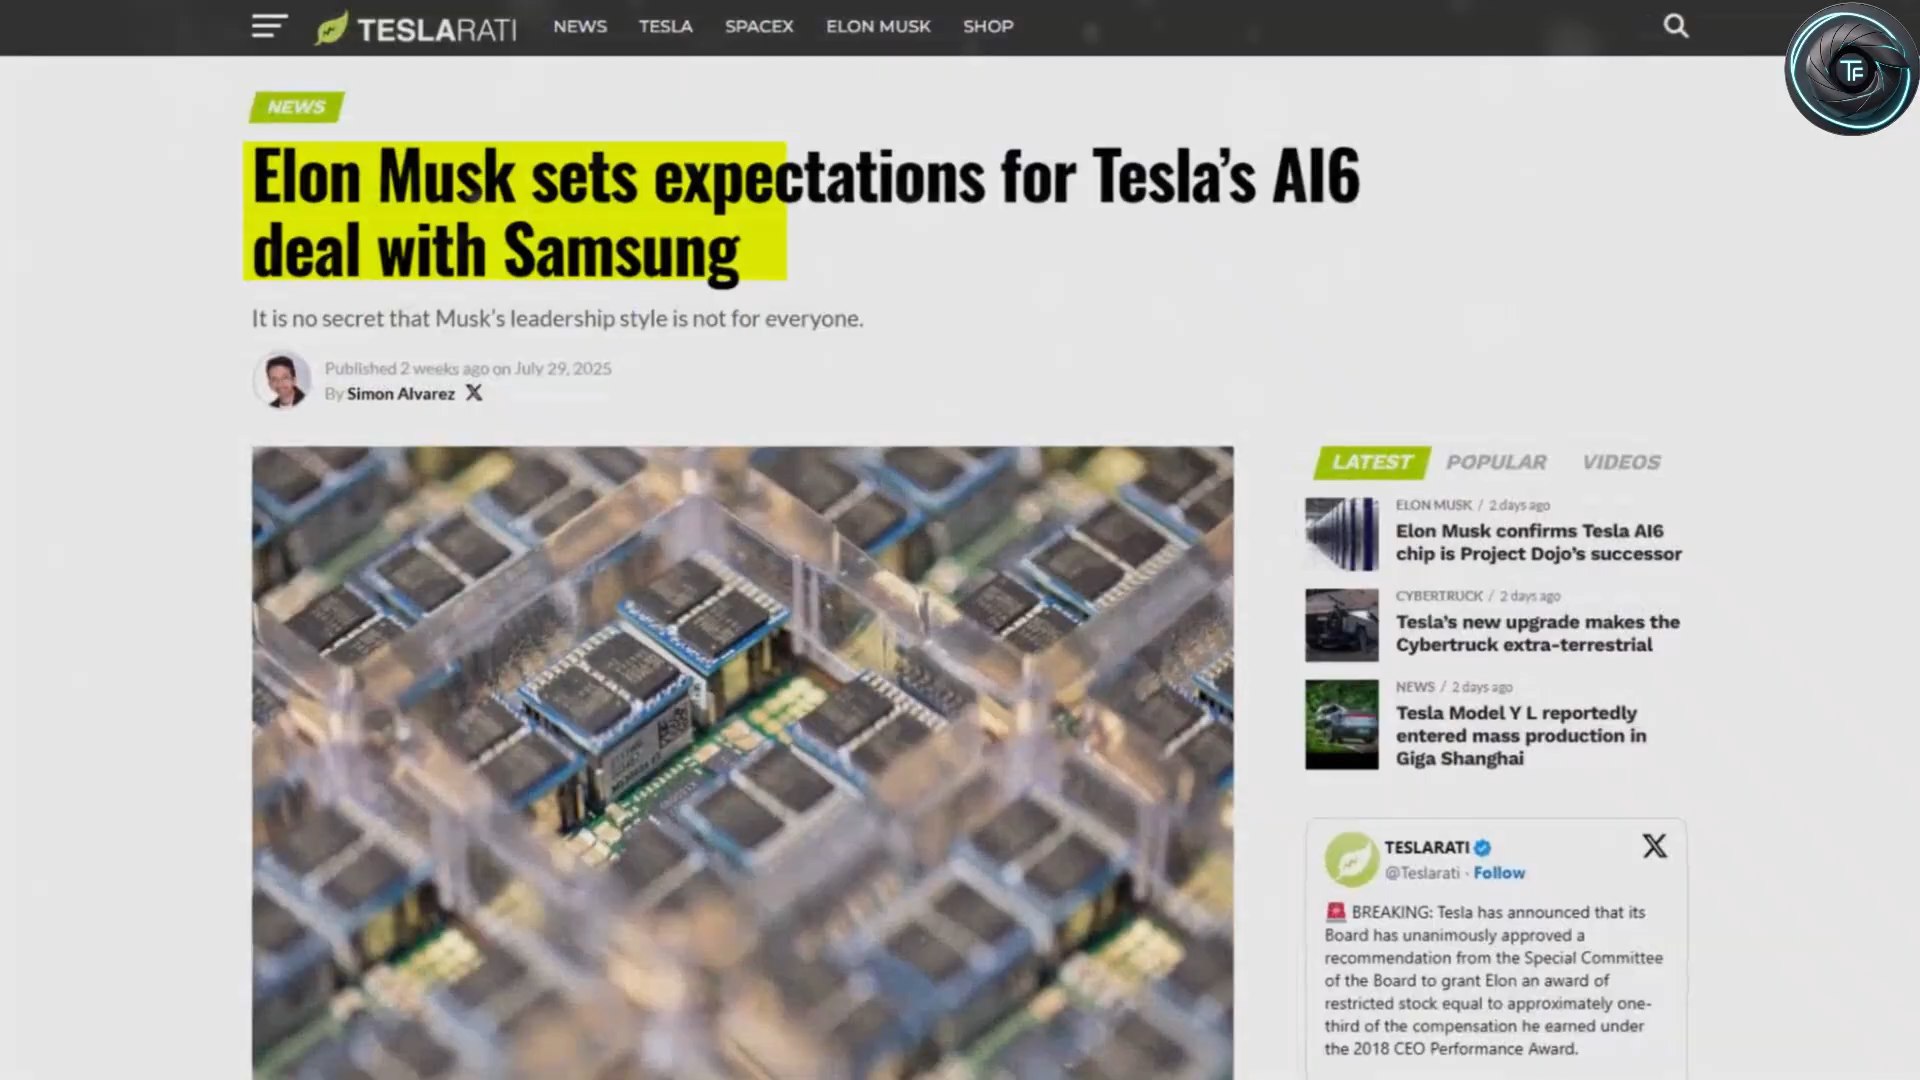 TESLARATI
NEWS TESLA SPACEX ELON MUSK SHOP
TF
NEWS
Elon Musk sets expectations for Tesla’s AI6
deal with Samsung
It is no secret that Musk’s leadership style is not for everyone.
Published 2 weeks ago on July 29, 2025
By Simon Alvarez X
LATEST POPULAR VIDEOS
ELON MUSK / 2 days ago
Elon Musk confirms Tesla AI6
chip is Project Dojo’s successor
CYBERTRUCK / 2 days ago
Tesla’s new upgrade makes the
Cybertruck extra-terrestrial
NEWS / 2 days ago
Tesla Model Y L reportedly
entered mass production in
Giga Shanghai
TESLARATI X
@Teslarati · Follow
🚨 BREAKING: Tesla has announced that its
Board has unanimously approved a
recommendation from the Special Committee
of the Board to grant Elon an award of
restricted stock equal to approximately one-
third of the compensation he earned under
the 2018 CEO Performance Award.